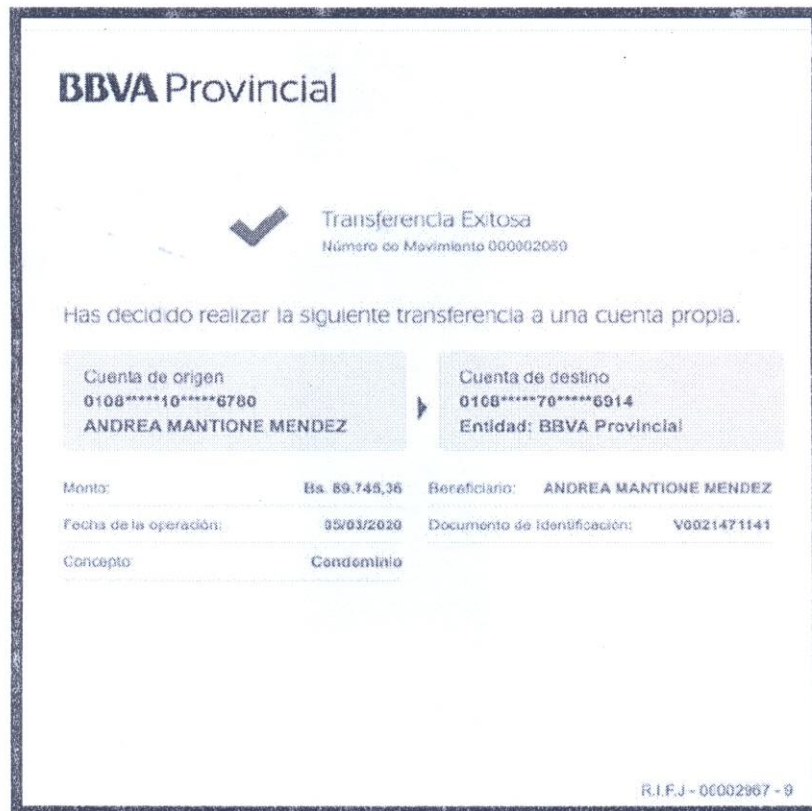 BBVA Provincial
Transferencia Exitosa
Número de Movimiento 000002069
Has decidido realizar la siguiente transferencia a una cuenta propia.
Cuenta de origen
0108*****10*****6780
ANDREA MANTIONE MENDEZ
Cuenta de destino
0108*****70*****6914
Entidad: BBVA Provincial
Monto: Bs. 89.745,36
Beneficiario: ANDREA MANTIONE MENDEZ
Fecha de la operación: 05/03/2020
Documento de Identificación: V0021471141
Concepto: Condominio
R.I.F.J - 00002967 - 9